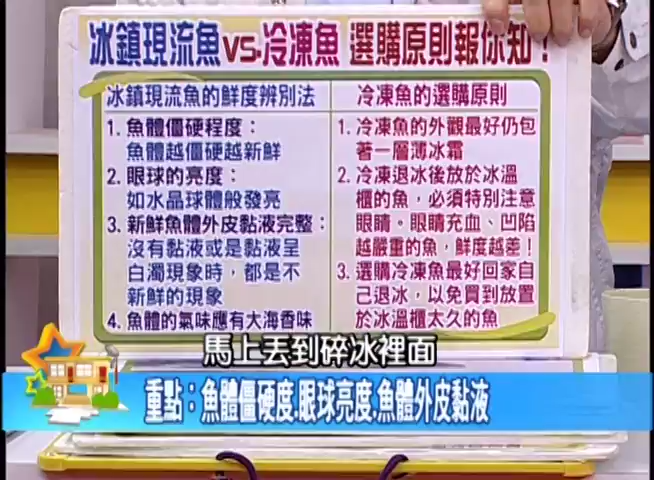 冰鎮現流魚VS.冷凍魚 選購原則報你知!
冰鎮現流魚的鮮度辨別法
1. 魚體僵硬程度：
魚體越僵硬越新鮮
2. 眼球的亮度：
如水晶球體般發亮
3. 新鮮魚體外皮黏液完整：
沒有黏液或是黏液呈
白濁現象時，都是不
新鮮的現象
4. 魚體的氣味應有大海香味
冷凍魚的選購原則
1. 冷凍魚的外觀最好仍包
著一層薄冰霜
2. 冷凍退冰後放於冰溫
櫃的魚，必須特別注意
眼睛。眼睛充血、凹陷
越嚴重的魚，鮮度越差!
3. 選購冷凍魚最好回家自
己退冰，以免買到放置
於冰溫櫃太久的魚
馬上丟到碎冰裡面
重點：魚體僵硬度.眼球亮度.魚體外皮黏液